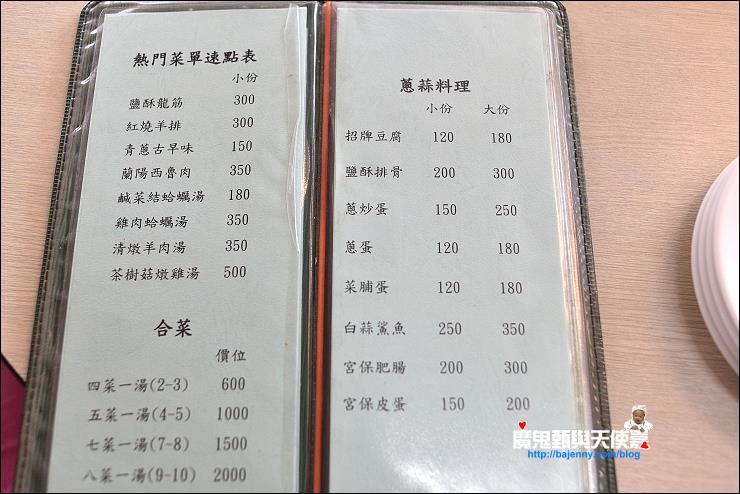 熱門菜單速點表
小份
鹽酥龍筋 300
紅燒羊排 300
青蔥古早味 150
蘭陽西魯肉 350
鹹菜結蛤蠣湯 180
雞肉蛤蠣湯 350
清燉羊肉湯 350
茶樹菇燉雞湯 500
合菜
價位
四菜一湯(2-3) 600
五菜一湯(4-5) 1000
七菜一湯(7-8) 1500
八菜一湯(9-10) 2000
蔥蒜料理
小份 大份
招牌豆腐 120 180
鹽酥排骨 200 300
蔥炒蛋 150 250
蔥蛋 120 180
菜脯蛋 120 180
白蒜鯊魚 250 350
宮保肥腸 200 300
宮保皮蛋 150 200
魔鬼甄與天使嘉
http://bajenny.com/blog